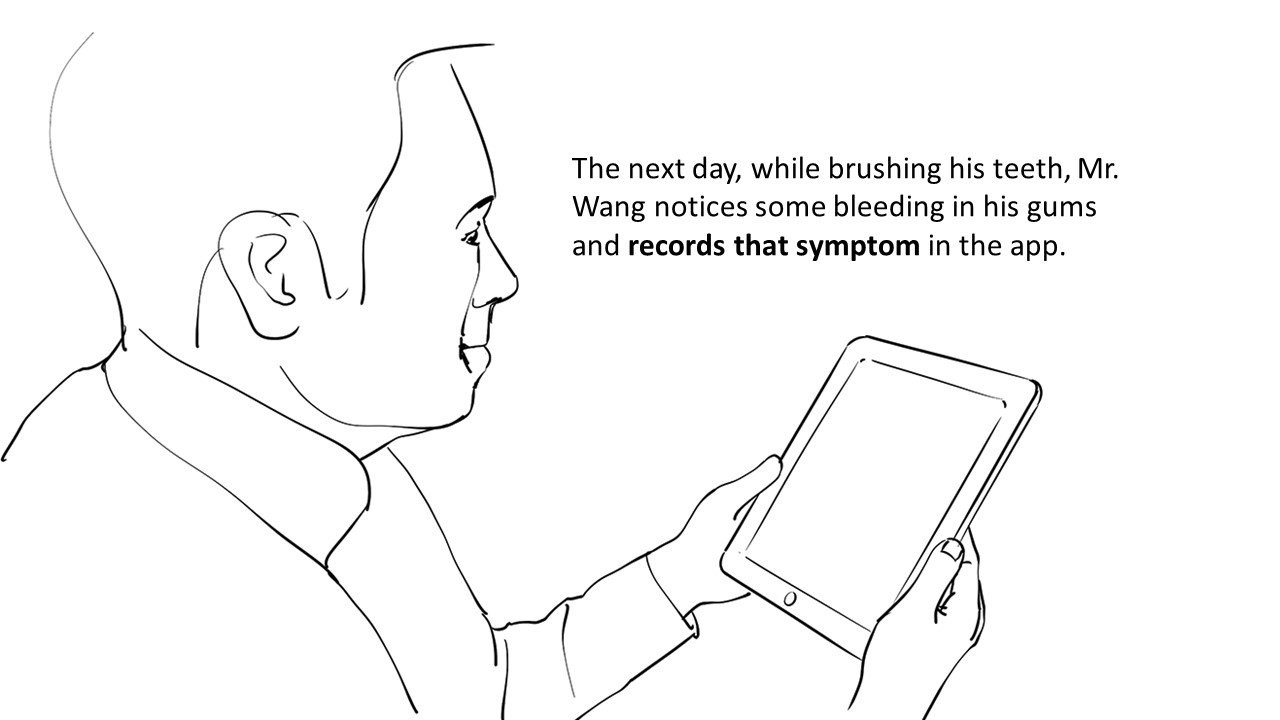 The next day, while brushing his teeth, Mr.
Wang notices some bleeding in his gums
and records that symptom in the app.